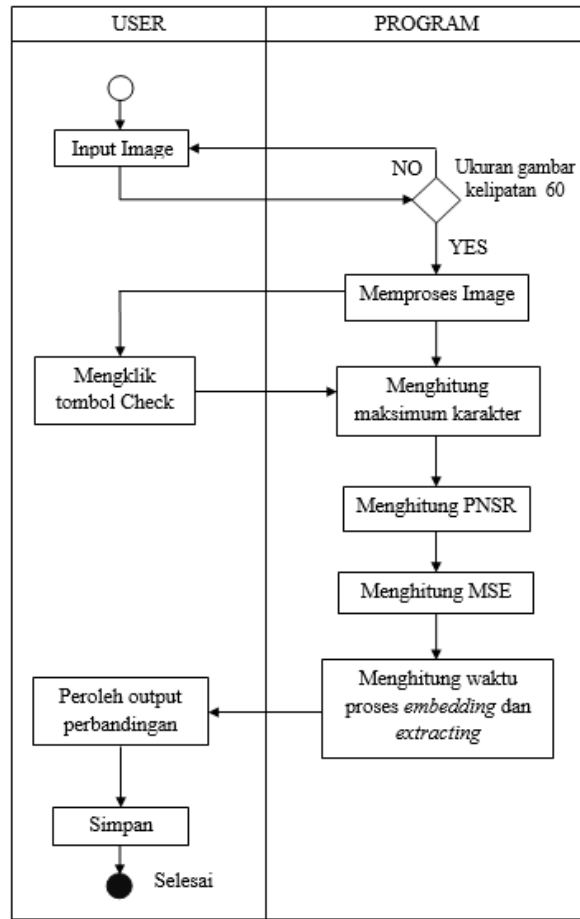 USER
PROGRAM
Input Image
NO
Ukuran gambar
kelipatan 60
YES
Memproses Image
Mengklik
tombol Check
Menghitung
maksimum karakter
Menghitung PNSR
Menghitung MSE
Menghitung waktu
proses embedding dan
extracting
Peroleh output
perbandingan
Simpan
Selesai